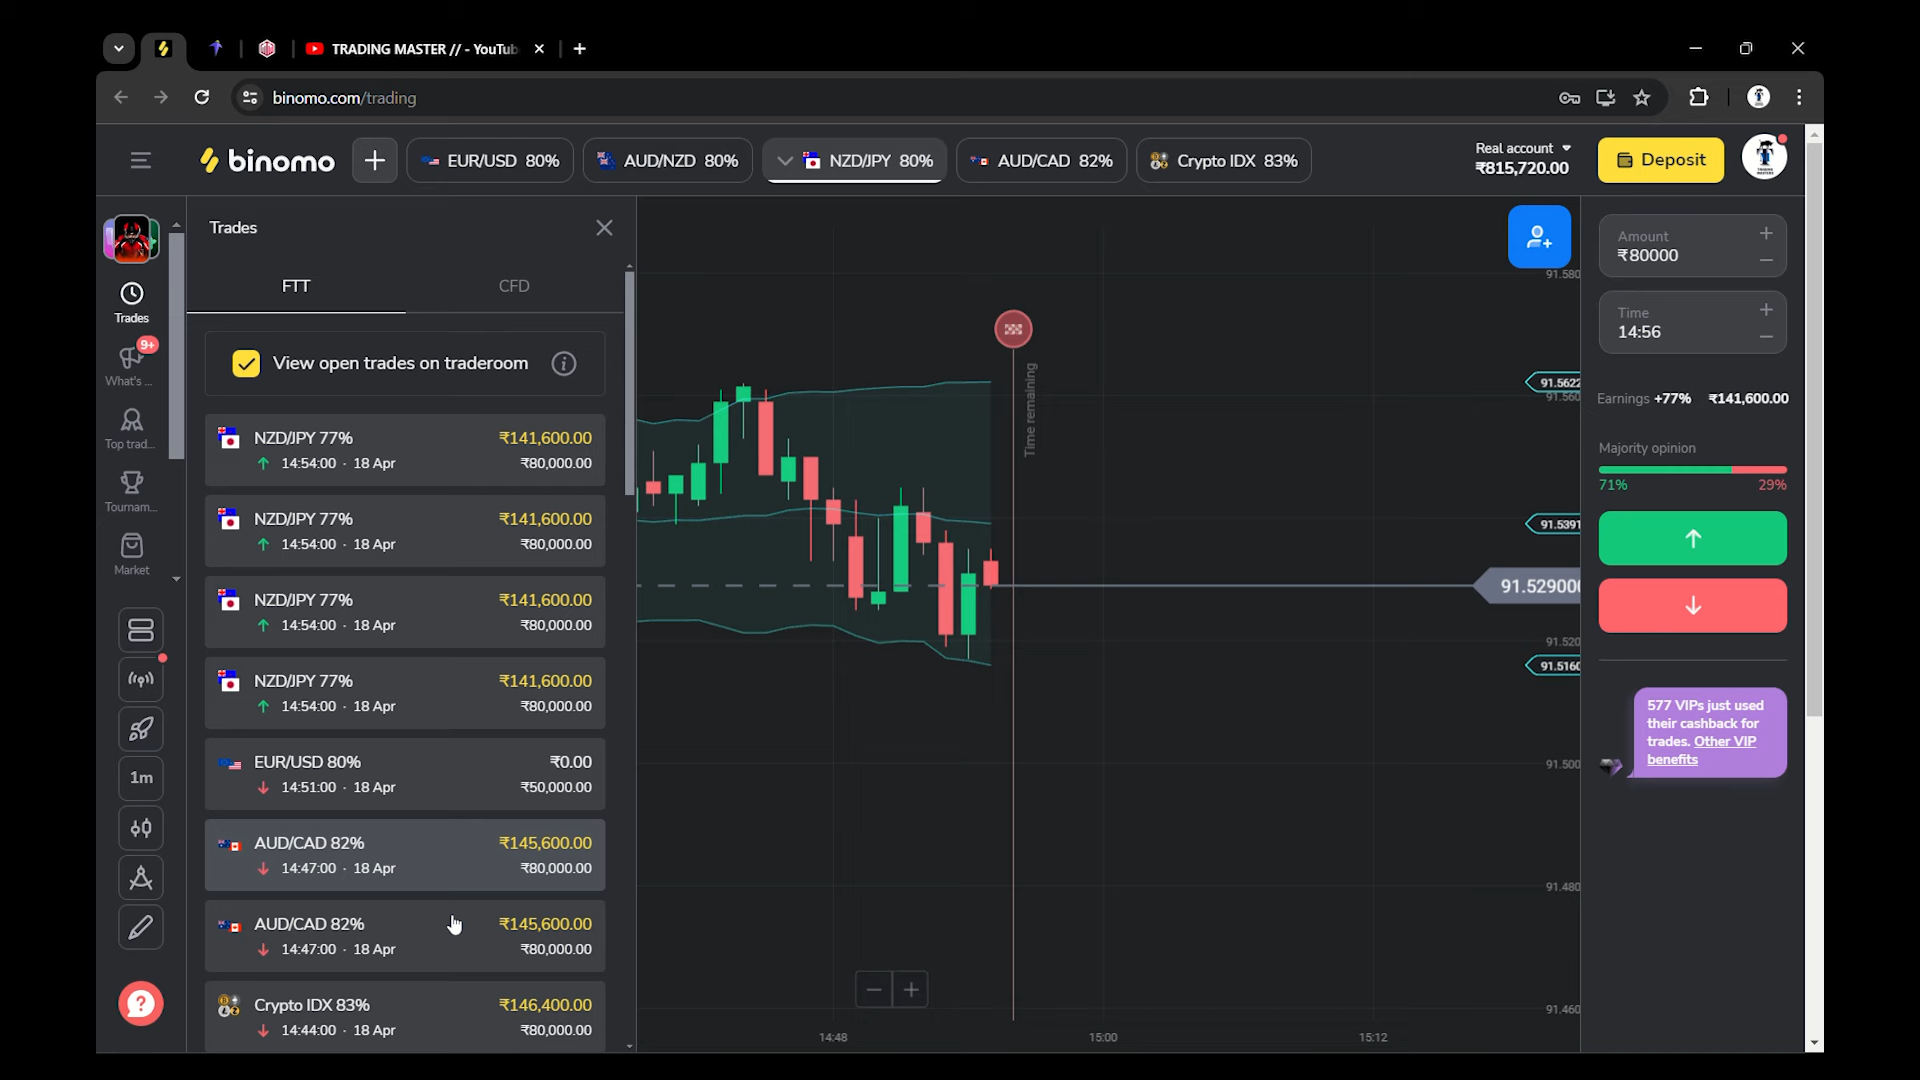 TRADING MASTER // - YouTub
binomo.com/trading
binomo
EUR/USD 80%
AUD/NZD 80%
NZD/JPY 80%
AUD/CAD 82%
Crypto IDX 83%
Real account
₹815,720.00
Deposit
Trades
9+
What's ...
Top trad...
Tournam...
Market
1m
Trades
FTT
CFD
View open trades on traderoom
NZD/JPY 77%
₹141,600.00
14:54:00 · 18 Apr
₹80,000.00
NZD/JPY 77%
₹141,600.00
14:54:00 · 18 Apr
₹80,000.00
NZD/JPY 77%
₹141,600.00
14:54:00 · 18 Apr
₹80,000.00
NZD/JPY 77%
₹141,600.00
14:54:00 · 18 Apr
₹80,000.00
EUR/USD 80%
₹0.00
14:51:00 · 18 Apr
₹50,000.00
AUD/CAD 82%
₹145,600.00
14:47:00 · 18 Apr
₹80,000.00
AUD/CAD 82%
₹145,600.00
14:47:00 · 18 Apr
₹80,000.00
Crypto IDX 83%
₹146,400.00
14:44:00 · 18 Apr
₹80,000.00
Time remaining
91.580
91.5622
91.560
91.5391
91.529000
91.520
91.5160
91.500
91.480
91.460
14:48
15:00
15:12
Amount
₹80000
Time
14:56
Earnings +77% ₹141,600.00
Majority opinion
71%
29%
577 VIPs just used
their cashback for
trades. Other VIP
benefits